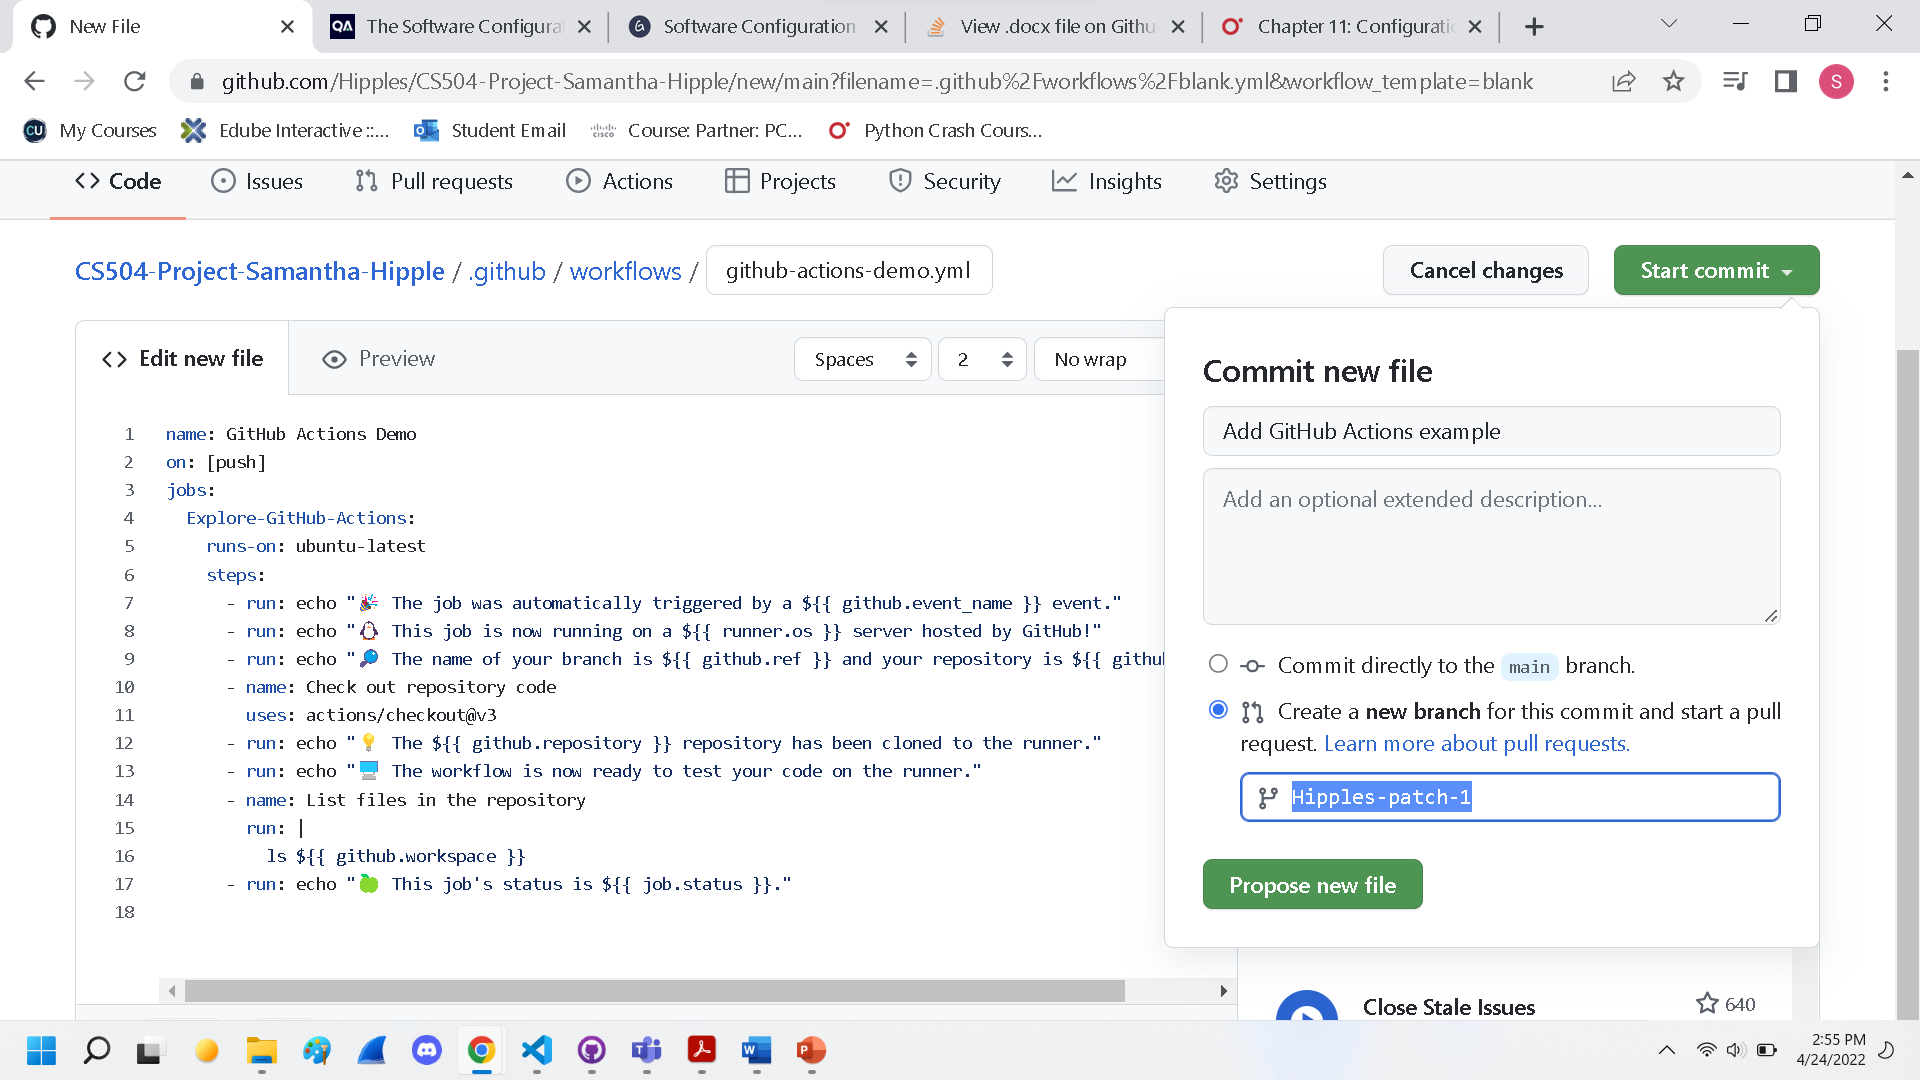 New File
The Software Configura
Software Configuration
View .docx file on Githu
Chapter 11: Configurati
github.com/Hipples/CS504-Project-Samantha-Hipple/new/main?filename=.github%2Fworkflows%2Fblank.yml&workflow_template=blank
S
My Courses
Edube Interactive ::...
Student Email
Course: Partner: PC...
Python Crash Cours...
Code
Issues
Pull requests
Actions
Projects
Security
Insights
Settings
CS504-Project-Samantha-Hipple / .github / workflows / github-actions-demo.yml
Cancel changes
Start commit
Edit new file
Preview
Spaces
2
No wrap
1 name: GitHub Actions Demo
2 on: [push]
3 jobs:
4 Explore-GitHub-Actions:
5 runs-on: ubuntu-latest
6 steps:
7 - run: echo "🎉 The job was automatically triggered by a ${{ github.event_name }} event."
8 - run: echo "🐧 This job is now running on a ${{ runner.os }} server hosted by GitHub!"
9 - run: echo "🔎 The name of your branch is ${{ github.ref }} and your repository is ${{ githu
10 - name: Check out repository code
11 uses: actions/checkout@v3
12 - run: echo "💡 The ${{ github.repository }} repository has been cloned to the runner."
13 - run: echo "🖥️ The workflow is now ready to test your code on the runner."
14 - name: List files in the repository
15 run: |
16 ls ${{ github.workspace }}
17 - run: echo "🍏 This job's status is ${{ job.status }}."
18
Commit new file
Add GitHub Actions example
Add an optional extended description...
Commit directly to the main branch.
Create a new branch for this commit and start a pull
request. Learn more about pull requests.
Hipples-patch-1
Propose new file
Close Stale Issues
640
2:55 PM
4/24/2022